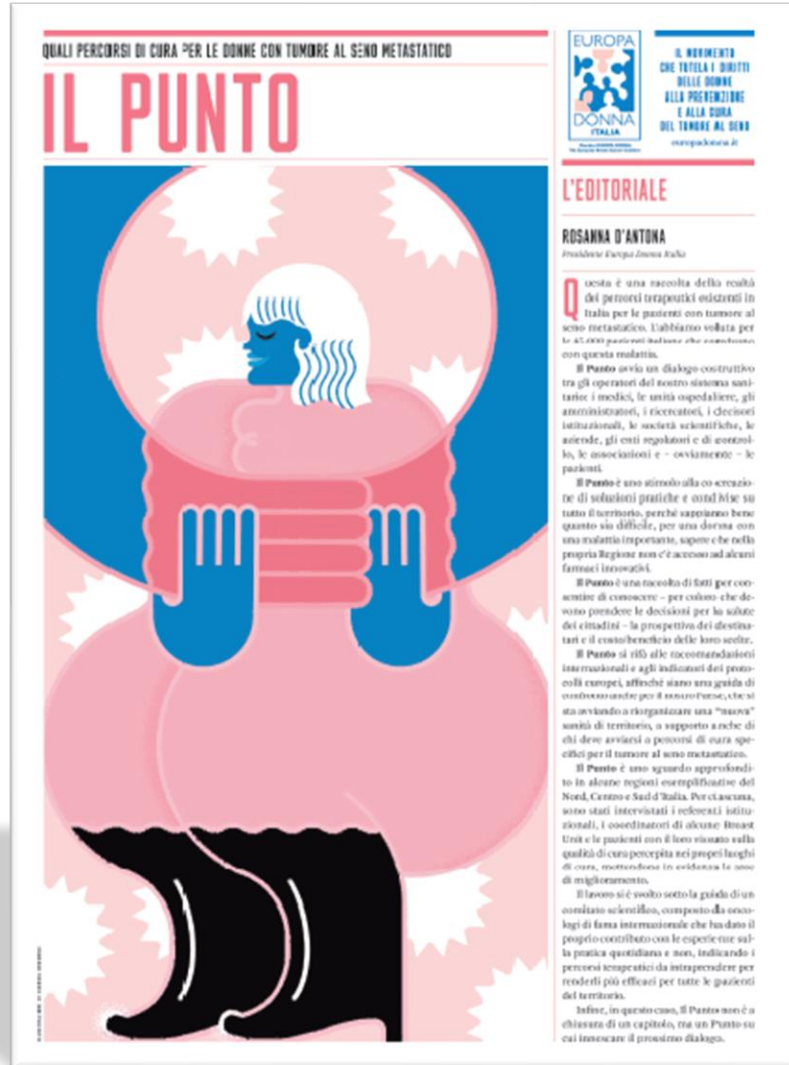 QUALI PERCORSI DI CURA PER LE DONNE CON TUMORE AL SENO METASTATICO
IL PUNTO
EUROPA
DONNA
ITALIA
IL MOVIMENTO
CHE TUTELA I DIRITTI
DELLE DONNE
ALLA PREVENZIONE
E ALLA CURA
DEL TUMORE AL SENO
europadonna.it
L'EDITORIALE
ROSANNA D'ANTONA
Presidente Europa Donna Italia
Questa è una raccolta della realtà
dei percorsi terapeutici esistenti in
Italia per le pazienti con tumore al
seno metastatico. L'abbiamo voluta per
le 45.000 pazienti italiane che convivono
con questa malattia.
Il Punto avvia un dialogo costruttivo
tra gli operatori del nostro sistema sani-
tario: i medici, le unità ospedaliere, gli
amministratori, i ricercatori, i decisori
istituzionali, le società scientifiche, le
aziende, gli enti regolatori e di control-
lo, le associazioni e – ovviamente – le
pazienti.
Il Punto è uno stimolo alla co-creazio-
ne di soluzioni pratiche e condivise su
tutto il territorio, perché sappiamo bene
quanto sia difficile, per una donna con
una malattia importante, sapere che nella
propria Regione non c'è accesso ad alcuni
farmaci innovativi.
Il Punto è una raccolta di fatti per con-
sentire di conoscere – per coloro che de-
vono prendere le decisioni per la salute
dei cittadini – la prospettiva dei destina-
tari e il costo/beneficio delle loro scelte.
Il Punto si rifà alle raccomandazioni
internazionali e agli indicatori dei proto-
colli europei, affinché siano una guida di
confronto anche per il nostro Paese, che si
sta avviando a riorganizzare una "nuova"
sanità di territorio, a supporto anche di
chi deve avviarsi a percorsi di cura spe-
cifici per il tumore al seno metastatico.
Il Punto è uno sguardo approfondi-
to in alcune regioni esemplificative del
Nord, Centro e Sud d'Italia. Per ciascuna,
sono stati intervistati i referenti istitu-
zionali, i coordinatori di alcune Breast
Unit e le pazienti con il loro vissuto sulla
qualità di cura percepita nei propri luoghi
di cura, mettendone in evidenza le aree
di miglioramento.
Il lavoro si è svolto sotto la guida di un
comitato scientifico, composto da onco-
logi di fama internazionale che ha dato il
proprio contributo con le esperienze sul-
la pratica quotidiana e non, indicando i
percorsi terapeutici da intraprendere per
renderli più efficaci per tutte le pazienti
del territorio.
Infine, in questo caso, Il Punto non è a
chiusura di un capitolo, ma un Punto su
cui innescare il prossimo dialogo.